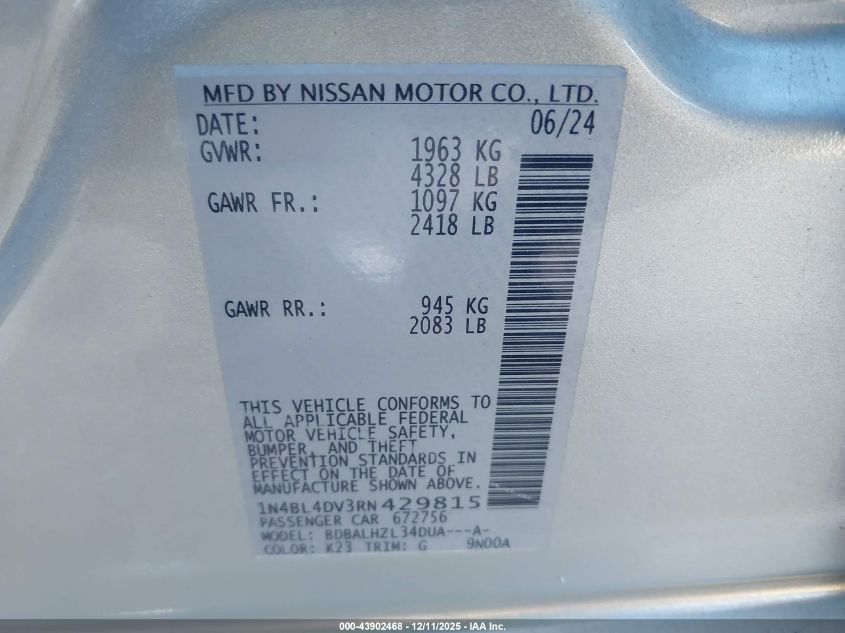 MFD BY NISSAN MOTOR CO., LTD.
DATE: 06/24
GVWR: 1963 KG
4328 LB
GAWR FR.: 1097 KG
2418 LB
GAWR RR.: 945 KG
2083 LB
THIS VEHICLE CONFORMS TO
ALL APPLICABLE FEDERAL
MOTOR VEHICLE SAFETY,
BUMPER, AND THEFT
PREVENTION STANDARDS IN
EFFECT ON THE DATE OF
MANUFACTURE SHOWN ABOVE.
1N4BL4DV3RN429815
PASSENGER CAR 672756
MODEL: BDBALHZL34DUA---A-
COLOR: K23 TRIM: G 9N00A
000-43902468 - 12/11/2025 - IAA Inc.